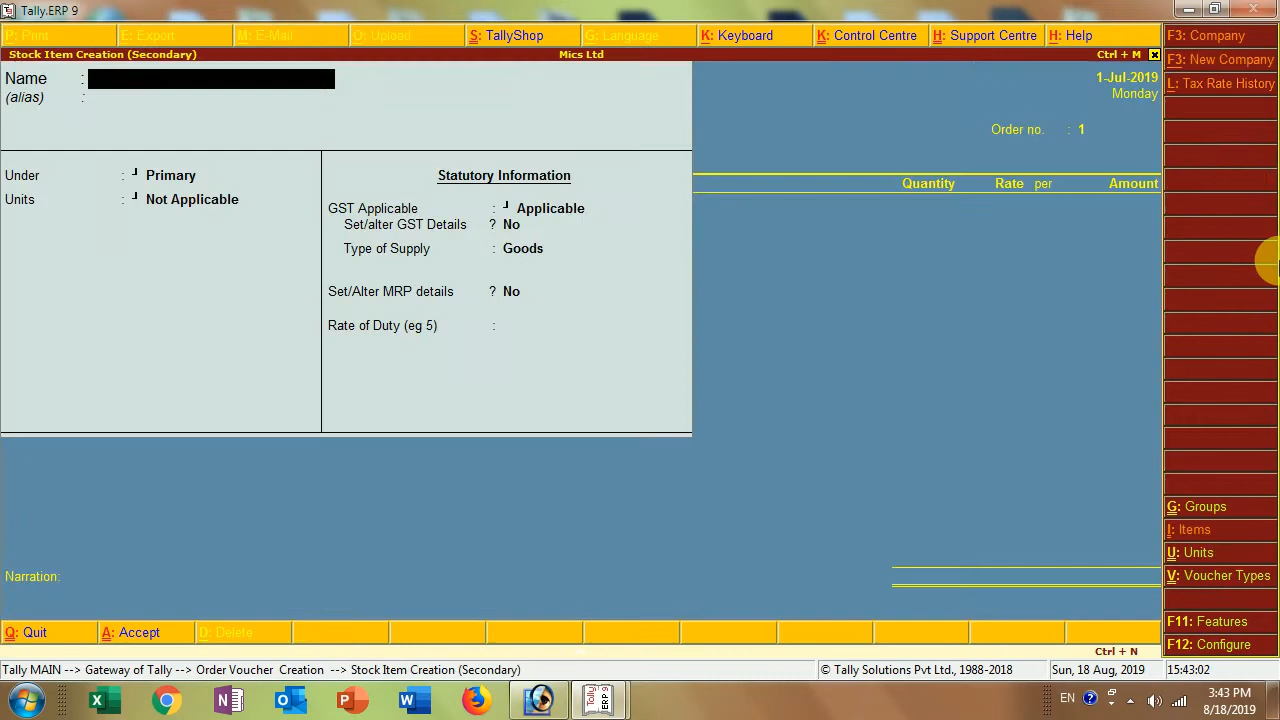 Tally.ERP 9
P: Print E: Export M: E-Mail O: Upload S: TallyShop G: Language K: Keyboard K: Control Centre H: Support Centre H: Help F3: Company
Stock Item Creation (Secondary) Mics Ltd Ctrl + M
F3: New Company
Name :
1-Jul-2019
L: Tax Rate History
(alias) :
Monday
Order no. : 1
Under : Primary Statutory Information
Quantity Rate per Amount
Units : Not Applicable
GST Applicable : Applicable
Set/alter GST Details ? No
Type of Supply : Goods
Set/Alter MRP details ? No
Rate of Duty (eg 5) :
G: Groups
I: Items
U: Units
Narration: V: Voucher Types
F11: Features
Q: Quit A: Accept D: Delete
F12: Configure
Ctrl + N
Tally MAIN --> Gateway of Tally --> Order Voucher Creation --> Stock Item Creation (Secondary) © Tally Solutions Pvt Ltd., 1988-2018 Sun, 18 Aug, 2019 15:43:02
EN 3:43 PM
8/18/2019